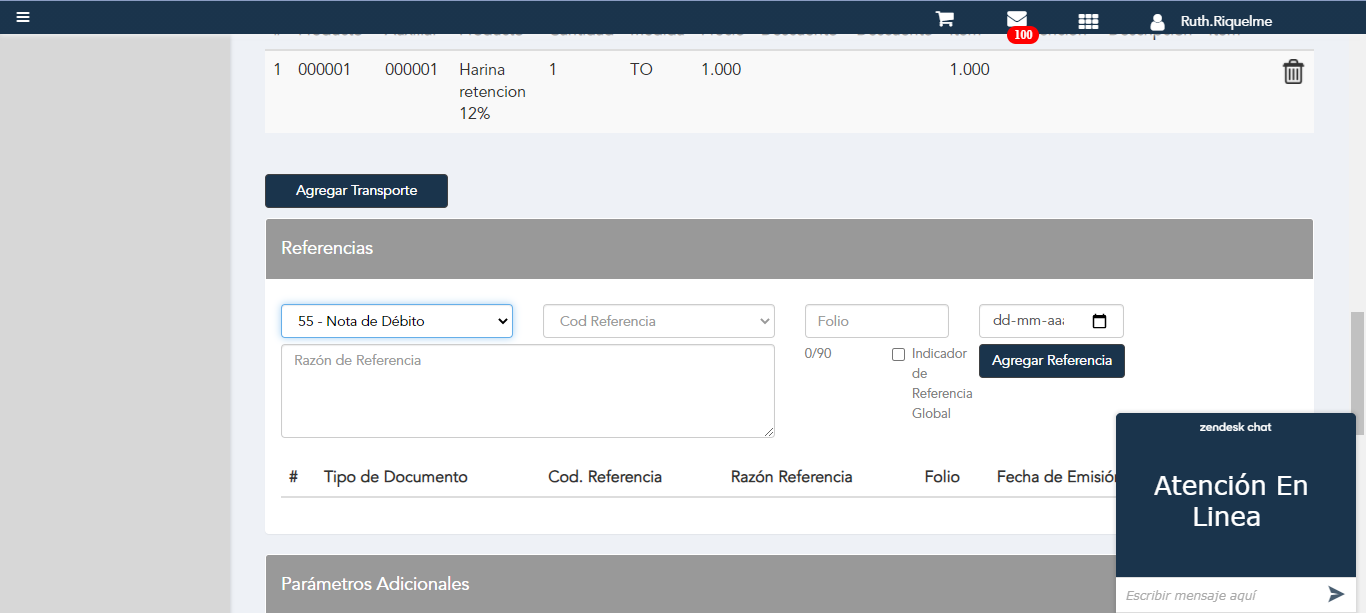 Ruth.Riquelme
100
1 000001 000001 Harina 1 TO 1.000 1.000
retencion
12%
Agregar Transporte
Referencias
55 - Nota de Débito Cod Referencia Folio dd-mm-aaa
Razón de Referencia 0/90 Indicador Agregar Referencia
de
Referencia
Global
zendesk chat
# Tipo de Documento Cod. Referencia Razón Referencia Folio Fecha de Emisión
Atención En
Linea
Parámetros Adicionales
Escribir mensaje aquí